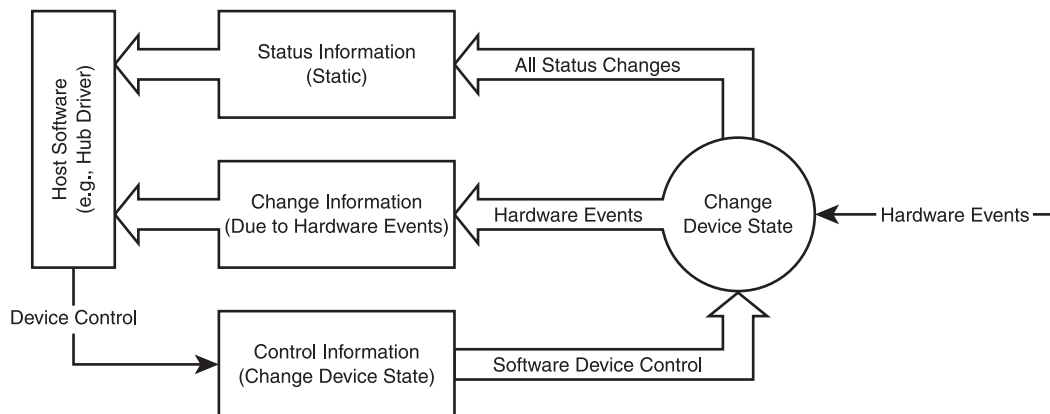 Host Software
(e.g., Hub Driver)
Status Information
(Static)
All Status Changes
Change Information
(Due to Hardware Events)
Hardware Events
Change
Device State
Hardware Events
Device Control
Control Information
(Change Device State)
Software Device Control